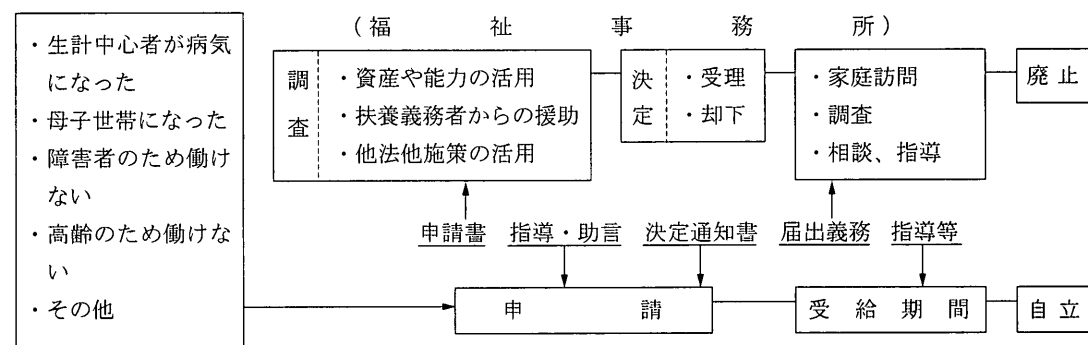 (福祉事務所)
・生計中心者が病気
になった
・母子世帯になった
・障害者のため働け
ない
・高齢のため働けな
い
・その他
調査
・資産や能力の活用
・扶養義務者からの援助
・他法他施策の活用
決定
・受理
・却下
・家庭訪問
・調査
・相談、指導
廃止
申請書
指導・助言
決定通知書
届出義務
指導等
申請
受給期間
自立